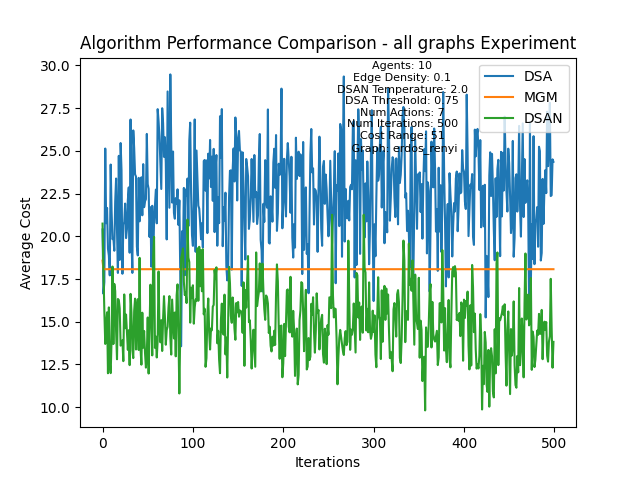 Algorithm Performance Comparison - all graphs Experiment
30.0
27.5
25.0
22.5
20.0
17.5
15.0
12.5
10.0
Average Cost
Agents: 10
Edge Density: 0.1
DSAN Temperature: 2.0
DSA Threshold: 0.75
Num Actions: 7
Num Iterations: 500
Cost Range: 51
Graph: erdos_renyi
DSA
MGM
DSAN
0
100
200
300
400
500
Iterations